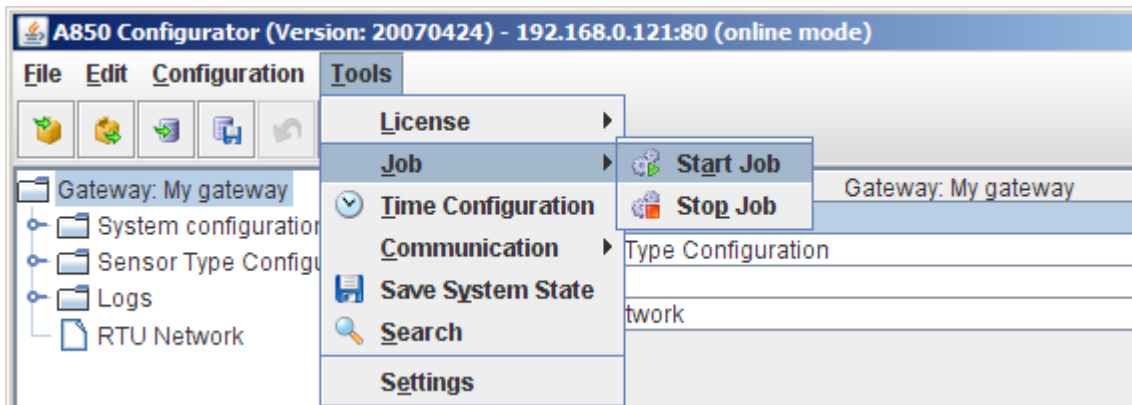 A850 Configurator (Version: 20070424) - 192.168.0.121:80 (online mode)
File Edit Configuration Tools
License
Job
Start Job
Stop Job
Time Configuration
Communication
Save System State
Search
Settings
Gateway: My gateway
System configuration
Sensor Type Configu
Logs
RTU Network
Gateway: My gateway
Type Configuration
twork